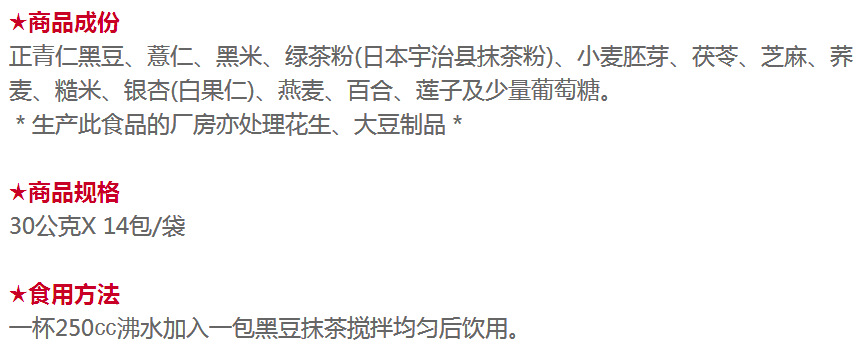 ★商品成份
正青仁黑豆、薏仁、黑米、绿茶粉(日本宇治县抹茶粉)、小麦胚芽、茯苓、芝麻、荞
麦、糙米、银杏(白果仁)、燕麦、百合、莲子及少量葡萄糖。
* 生产此食品的厂房亦处理花生、大豆制品 *
★商品规格
30公克X 14包/袋
★食用方法
一杯250㏄沸水加入一包黑豆抹茶搅拌均匀后饮用。